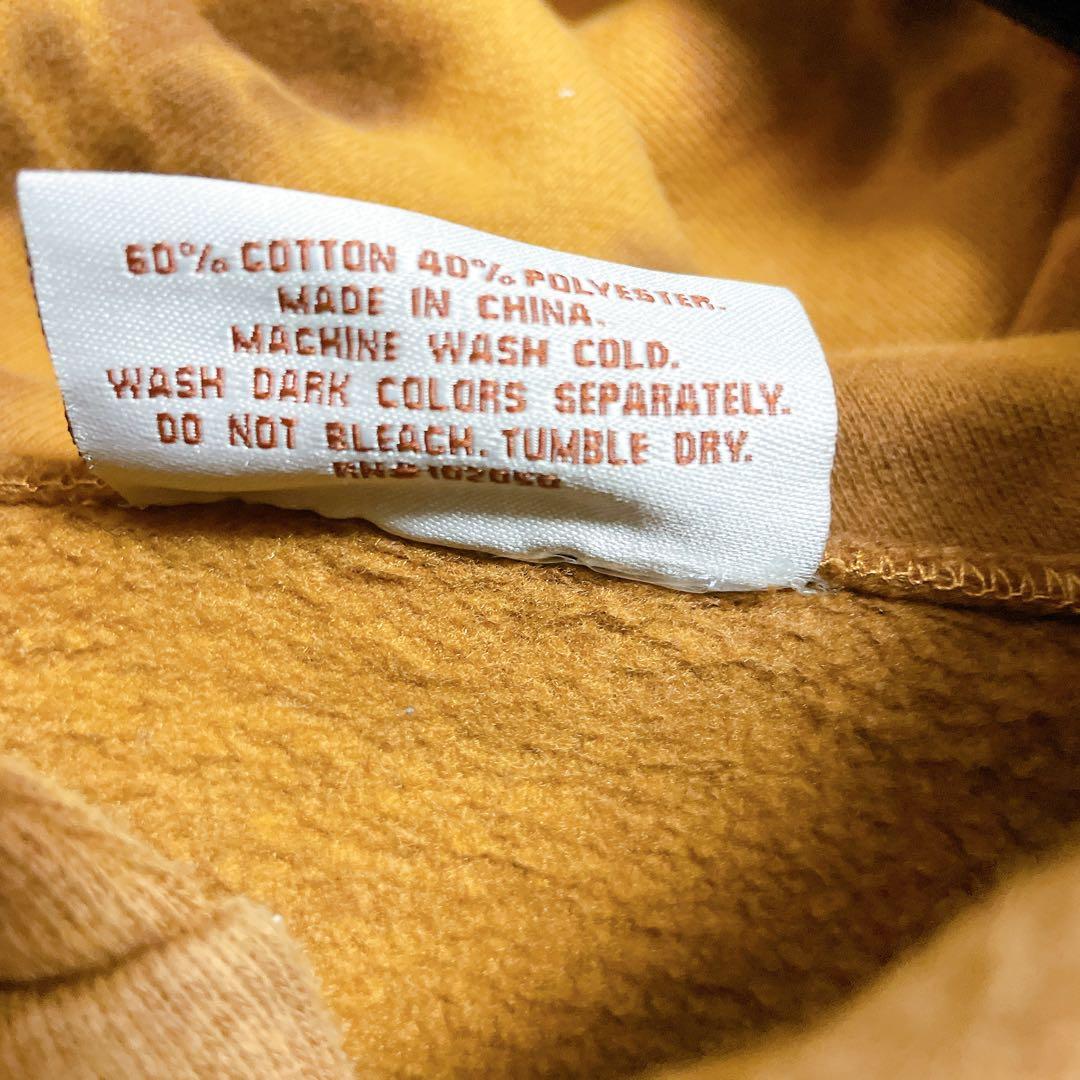 60% COTTON 40% POLYESTER.
MADE IN CHINA.
MACHINE WASH COLD.
WASH DARK COLORS SEPARATELY.
DO NOT BLEACH. TUMBLE DRY.